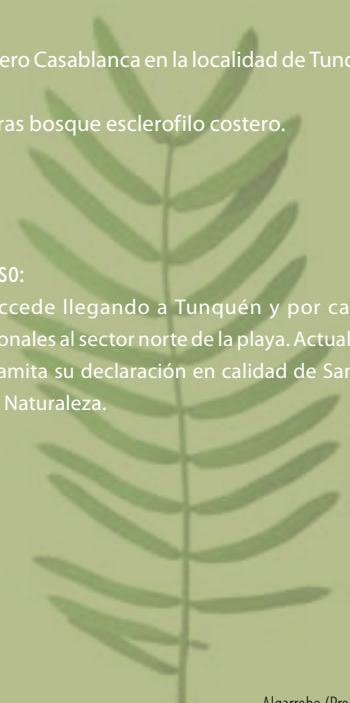 ero Casablanca en la localidad de Tunq
ras bosque esclerofilo costero.
SO:
ccede llegando a Tunquén y por ca
onales al sector norte de la playa. Actual
amita su declaración en calidad de San
Naturaleza.
Algarrobo (Pro